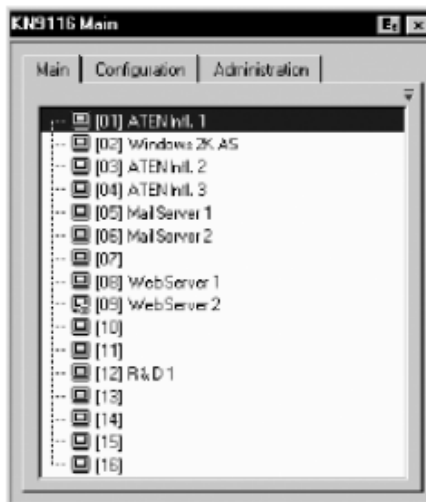 KN9116 Main
Main Configuration Administration
[01] ATEN Intl. 1
[02] Windows 2K AS
[03] ATEN Intl. 2
[04] ATEN Intl. 3
[05] Mail Server 1
[06] Mail Server 2
[07]
[08] WebServer 1
[09] WebServer 2
[10]
[11]
[12] R&D 1
[13]
[14]
[15]
[16]